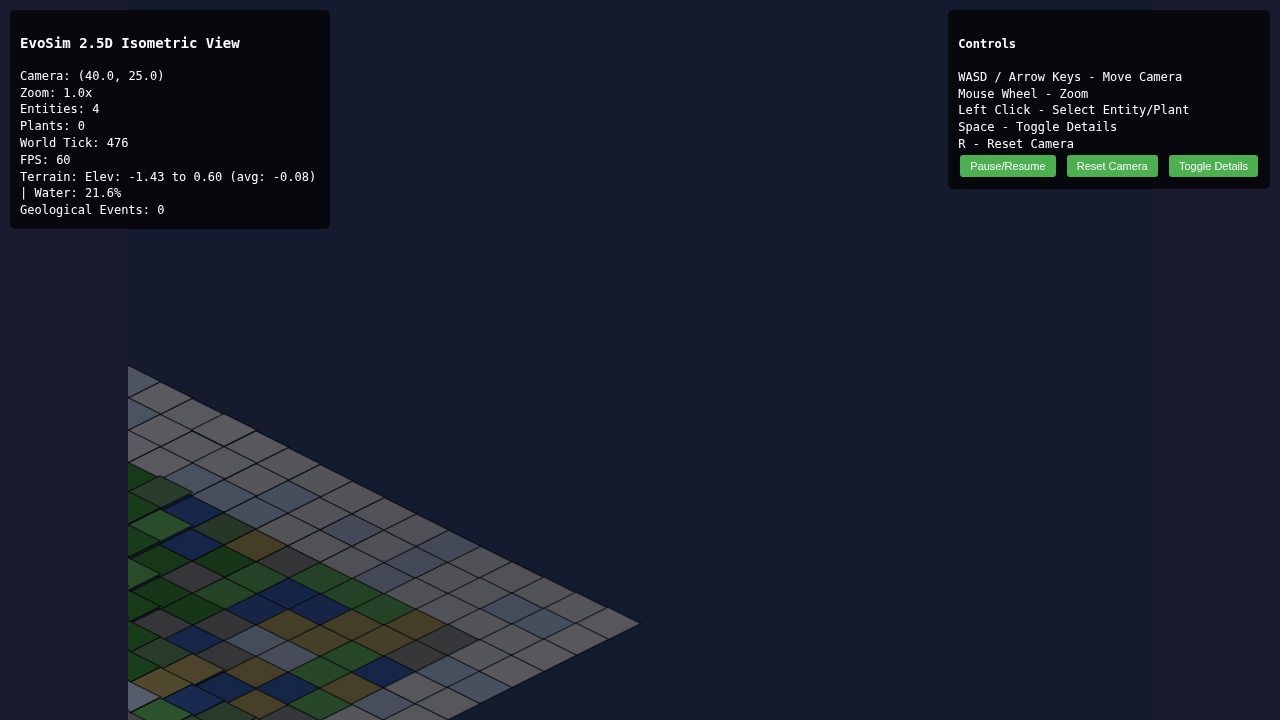 EvoSim 2.5D Isometric View
Camera: (40.0, 25.0)
Zoom: 1.0x
Entities: 4
Plants: 0
World Tick: 476
FPS: 60
Terrain: Elev: -1.43 to 0.60 (avg: -0.08)
| Water: 21.6%
Geological Events: 0
Controls
WASD / Arrow Keys - Move Camera
Mouse Wheel - Zoom
Left Click - Select Entity/Plant
Space - Toggle Details
R - Reset Camera
Pause/Resume Reset Camera Toggle Details